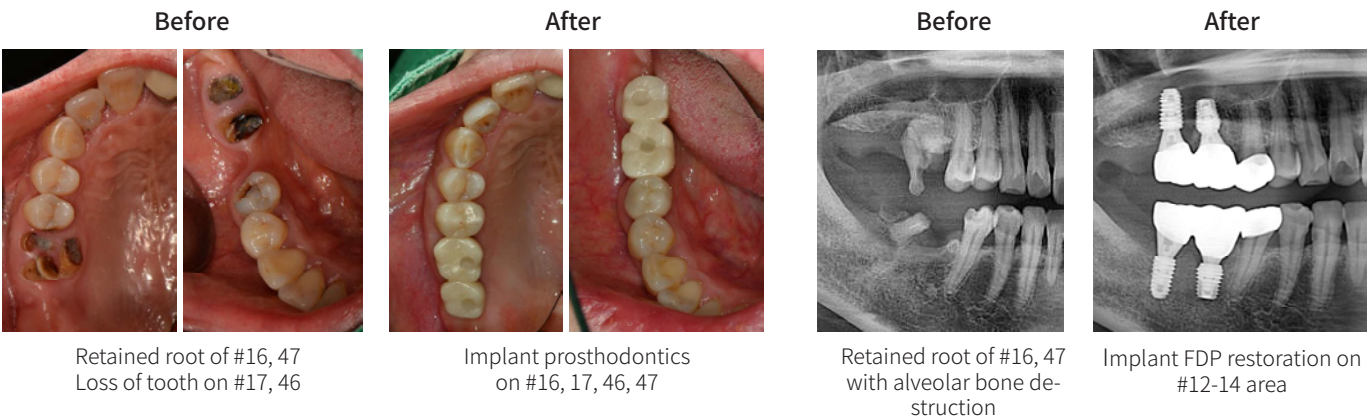 Before
After
Before
After
Retained root of #16, 47
Loss of tooth on #17, 46
Implant prosthodontics
on #16, 17, 46, 47
Retained root of #16, 47
with alveolar bone de-
struction
Implant FDP restoration on
#12-14 area